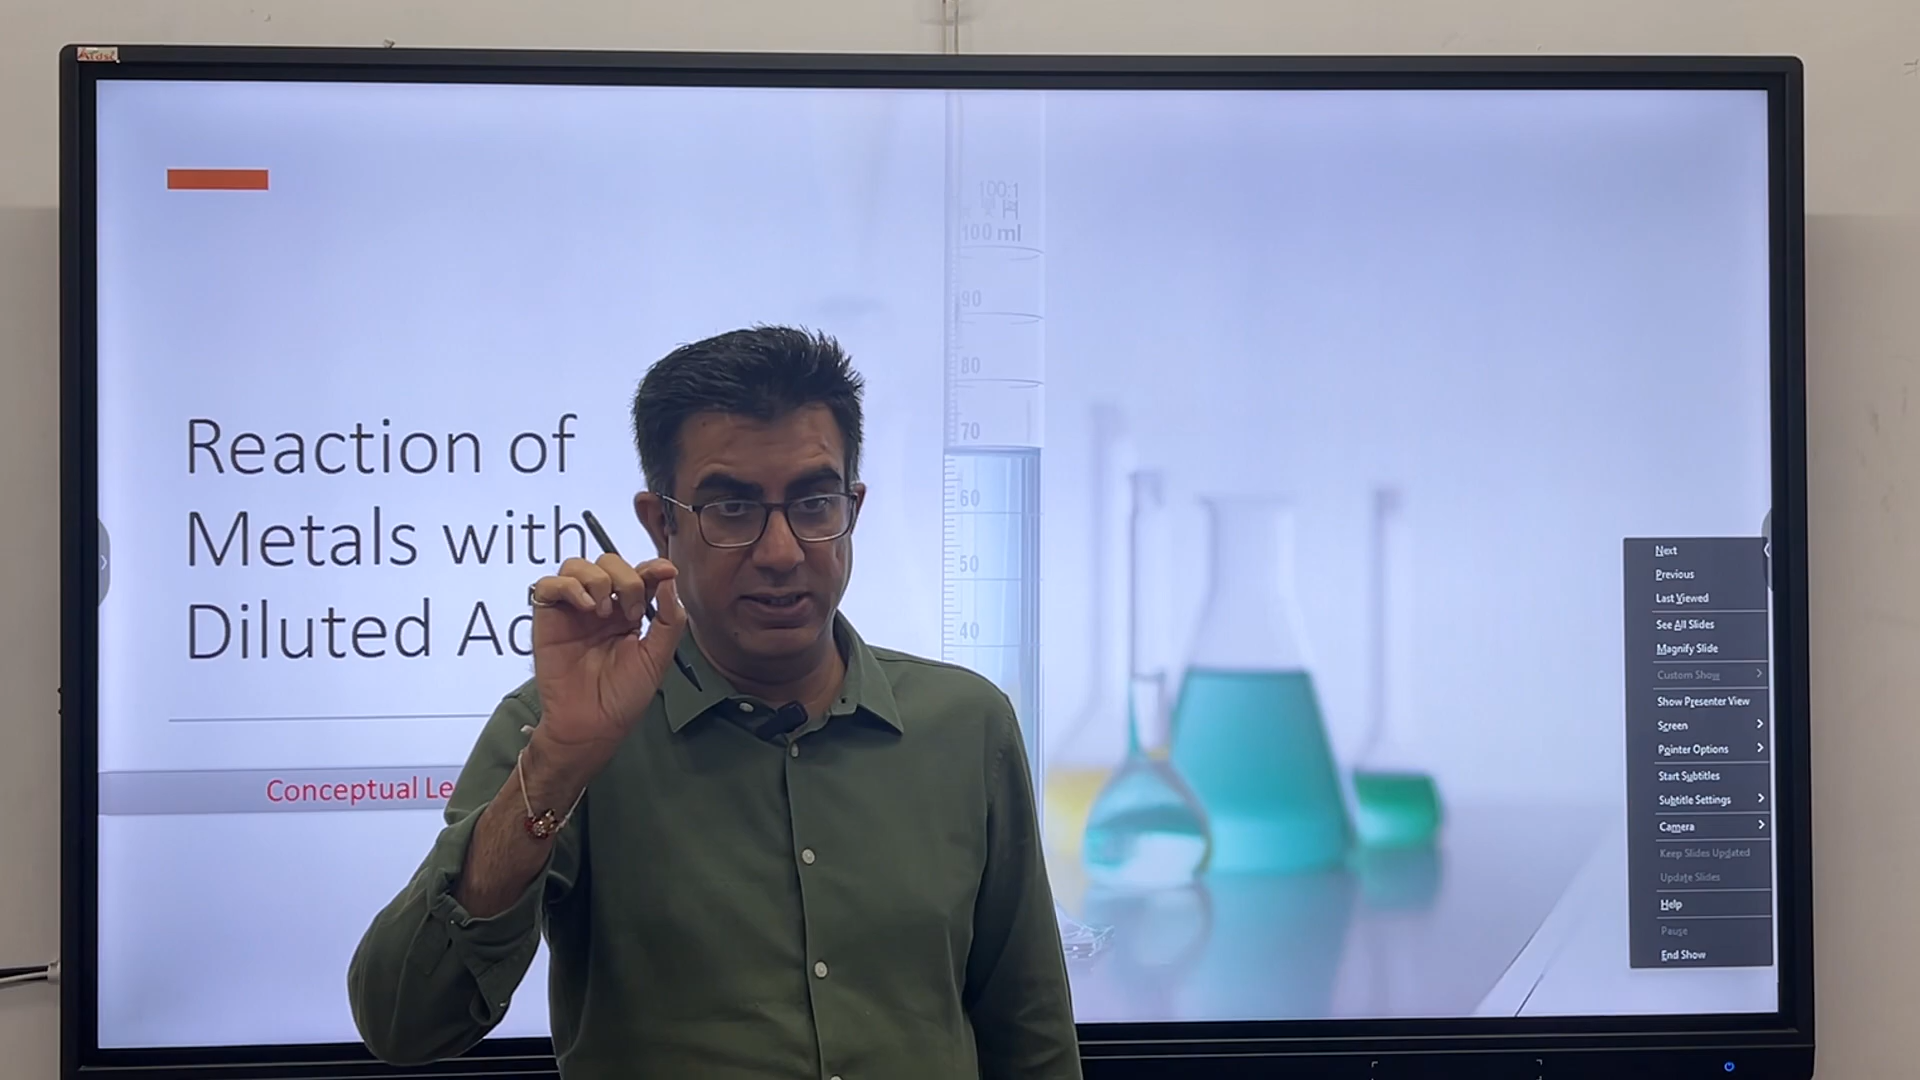 Reaction of
Metals with
Diluted Ac
Conceptual Le
100:1
100 ml
90
80
70
60
50
40
Next
Previous
Last Viewed
See All Slides
Magnify Slide
Custom Show
Show Presenter View
Screen
Pointer Options
Start Subtitles
Subtitle Settings
Camera
Keep Slides Updated
Update Slides
Help
Pause
End Show